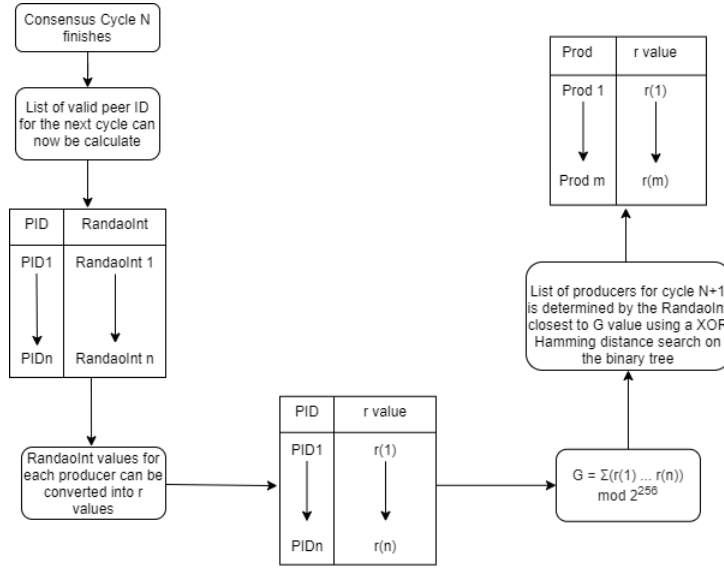 Consensus Cycle N
finishes
List of valid peer ID
for the next cycle can
now be calculate
PID RandaoInt
PID1 RandaoInt 1
PIDn RandaoInt n
RandaoInt values for
each producer can be
converted into r
values
PID r value
PID1 r(1)
PIDn r(n)
G = Σ(r(1) ... r(n))
mod 2^256
List of producers for cycle N+1
is determined by the RandaoIn
closest to G value using a XOR
Hamming distance search on
the binary tree
Prod r value
Prod 1 r(1)
Prod m r(m)